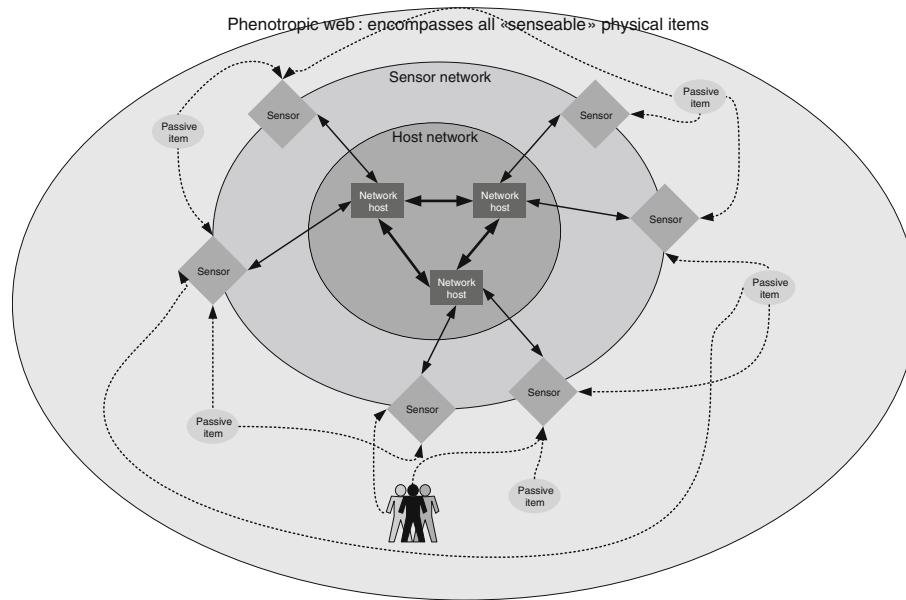 Phenotropic web : encompasses all «senseable» physical items
Sensor network
Host network
Sensor
Sensor
Passive
item
Passive
item
Network
host
Network
host
Sensor
Sensor
Network
host
Passive
item
Sensor
Sensor
Passive
item
Passive
item